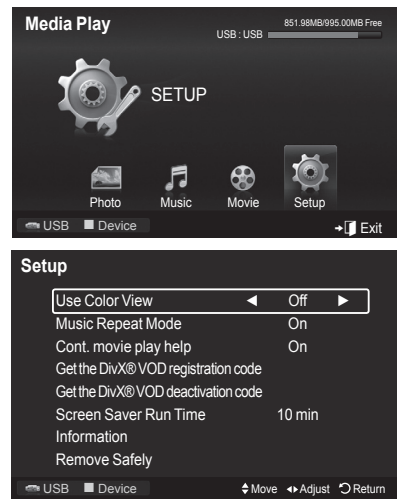 Media Play
851.98MB/995.00MB Free
USB : USB
SETUP
Photo Music Movie Setup
USB Device Exit
Setup
Use Color View ◀ Off ▶
Music Repeat Mode On
Cont. movie play help On
Get the DivX® VOD registration code
Get the DivX® VOD deactivation code
Screen Saver Run Time 10 min
Information
Remove Safely
USB Device Move Adjust Return